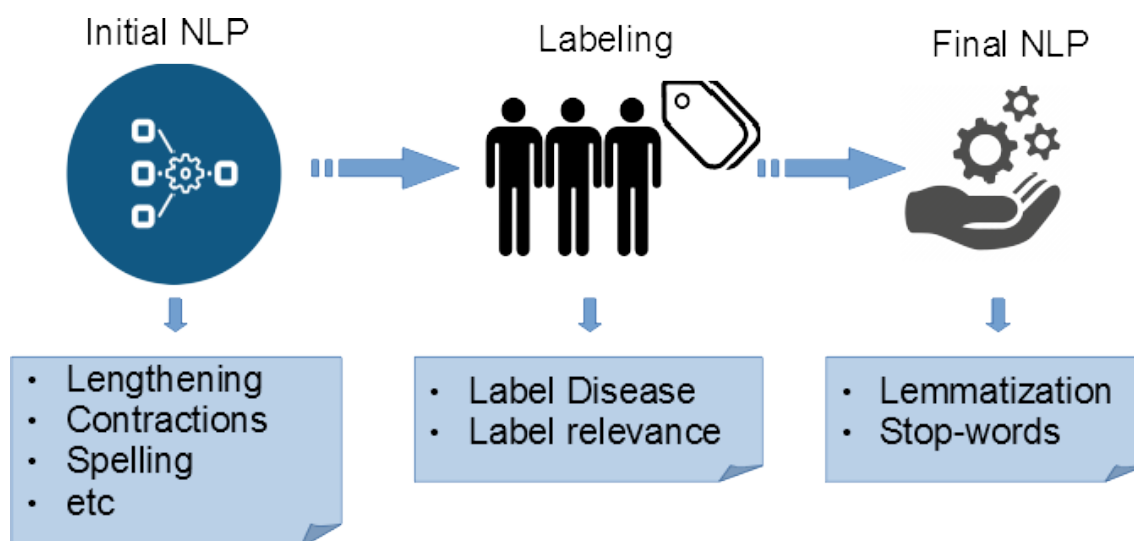 Initial NLP
Labeling
Final NLP
• Lengthening
• Contractions
• Spelling
• etc
• Label Disease
• Label relevance
• Lemmatization
• Stop-words